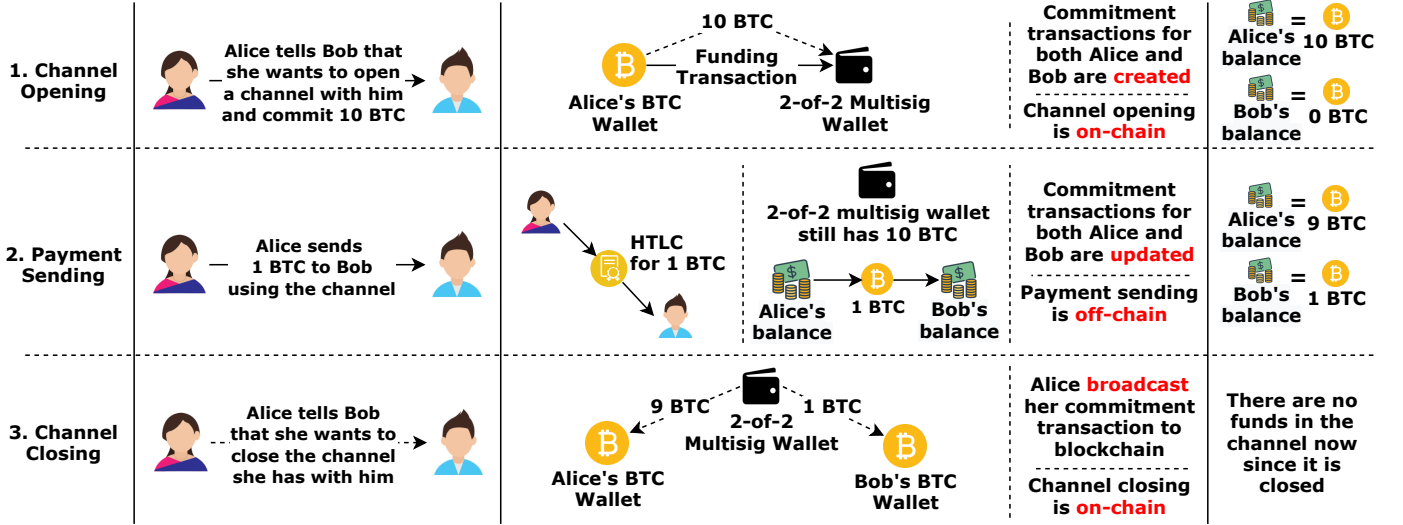 1. Channel
Opening
Alice tells Bob that
she wants to open
a channel with him
and commit 10 BTC
10 BTC
Funding
Transaction
Alice's BTC
Wallet
2-of-2 Multisig
Wallet
Commitment
transactions for
both Alice and
Bob are created
Channel opening
is on-chain
=
Alice's
balance
10 BTC
=
Bob's
balance
0 BTC
2. Payment
Sending
Alice sends
1 BTC to Bob
using the channel
HTLC
for 1 BTC
2-of-2 multisig wallet
still has 10 BTC
Alice's
balance
1 BTC
Bob's
balance
Commitment
transactions for
both Alice and
Bob are updated
Payment sending
is off-chain
=
Alice's
balance
9 BTC
=
Bob's
balance
1 BTC
3. Channel
Closing
Alice tells Bob
that she wants to
close the channel
she has with him
9 BTC
1 BTC
2-of-2
Multisig Wallet
Alice's BTC
Wallet
Bob's BTC
Wallet
Alice broadcast
her commitment
transaction to
blockchain
Channel closing
is on-chain
There are no
funds in the
channel now
since it is
closed